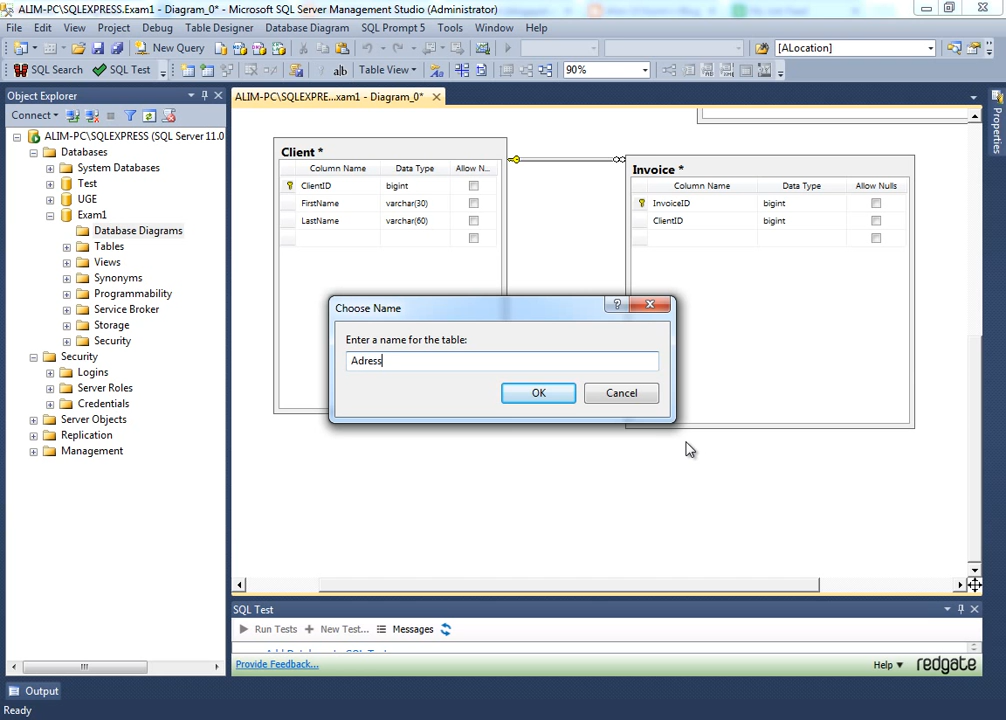 ALIM-PC\SQLEXPRESS.Exam1 - Diagram_0* - Microsoft SQL Server Management Studio (Administrator)
File Edit View Project Debug Table Designer Database Diagram SQL Prompt 5 Tools Window Help
New Query [ALocation]
SQL Search SQL Test Table View 90%
Object Explorer
ALIM-PC\SQLEXPRE...xam1 - Diagram_0*
Connect
ALIM-PC\SQLEXPRESS (SQL Server 11.0
Databases
System Databases
Test
UGE
Exam1
Database Diagrams
Tables
Views
Synonyms
Programmability
Service Broker
Storage
Security
Security
Logins
Server Roles
Credentials
Server Objects
Replication
Management
Client *
Column Name Data Type Allow N...
ClientID bigint
FirstName varchar(30)
LastName varchar(60)
Invoice *
Column Name Data Type Allow Nulls
InvoiceID bigint
ClientID bigint
Choose Name
Enter a name for the table:
Adress
OK Cancel
Properties
SQL Test
Run Tests New Test... Messages
Provide Feedback...
Help redgate
Output
Ready